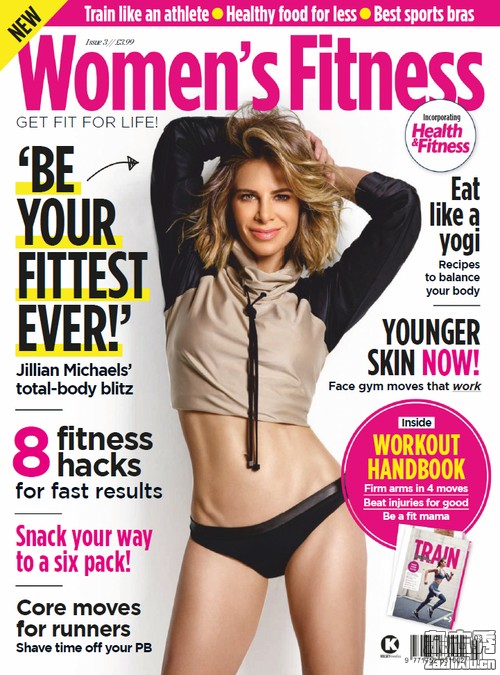 NEW
Train like an athlete • Healthy food for less • Best sports bras
Issue 3 // £3.99
Women's Fitness
GET FIT FOR LIFE!
Incorporating
Health
&Fitness
'BE
YOUR
FITTEST
EVER!'
Jillian Michaels'
total-body blitz
Eat
like a
yogi
Recipes
to balance
your body
YOUNGER
SKIN NOW!
Face gym moves that work
8 fitness
hacks
for fast results
Inside
WORKOUT
HANDBOOK
Firm arms in 4 moves
Beat injuries for good
Be a fit mama
TRAIN
Snack your way
to a six pack!
Core moves
for runners
Shave time off your PB
K